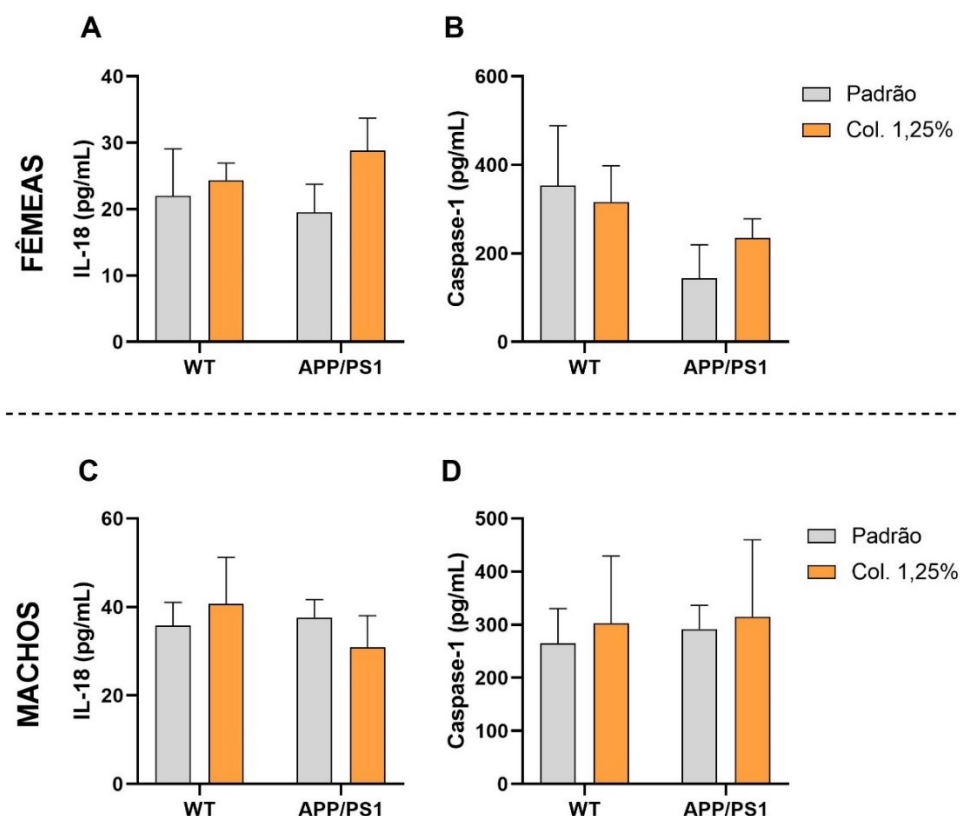 A
B
FÊMEAS
IL-18 (pg/mL)
40
30
20
10
0
WT
APP/PS1
Caspase-1 (pg/mL)
600
400
200
0
WT
APP/PS1
Padrão
Col. 1,25%
C
D
MACHOS
IL-18 (pg/mL)
60
40
20
0
WT
APP/PS1
Caspase-1 (pg/mL)
500
400
300
200
100
0
WT
APP/PS1
Padrão
Col. 1,25%